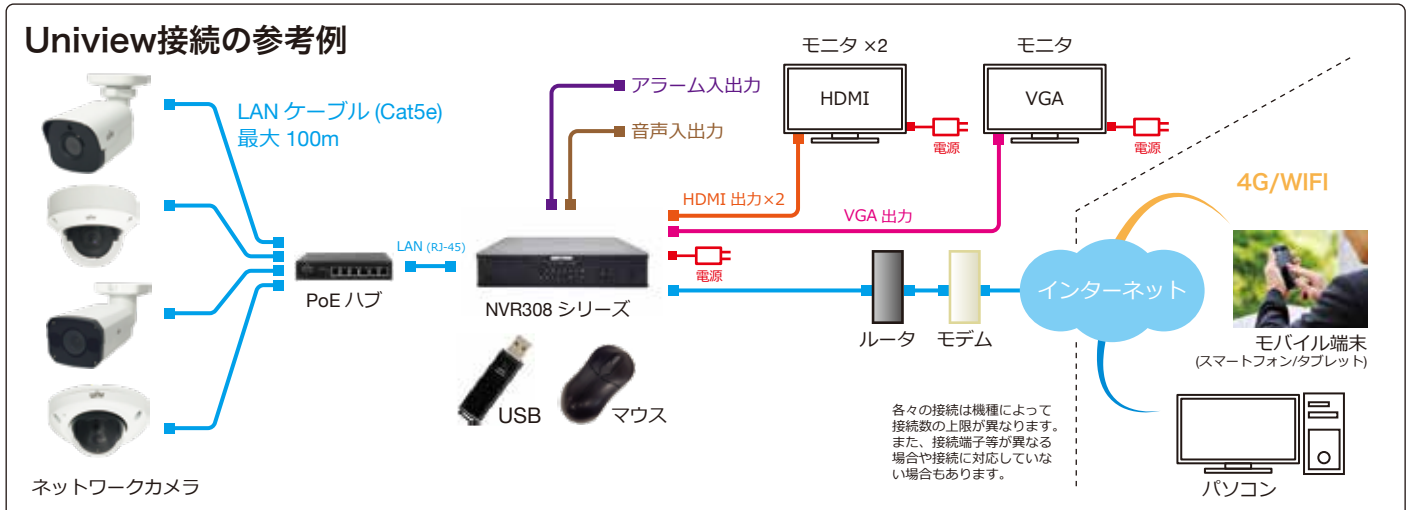 Uniview接続の参考例
LAN ケーブル (Cat5e)
最大 100m
アラーム入出力
音声入出力
モニタ ×2
HDMI
電源
モニタ
VGA
電源
HDMI 出力×2
VGA 出力
4G/WIFI
LAN (RJ-45)
PoE ハブ
NVR308 シリーズ
電源
ルータ
モデム
インターネット
モバイル端末
(スマートフォン/タブレット)
USB
マウス
各々の接続は機種によって
接続数の上限が異なります。
また、接続端子等が異なる
場合や接続に対応していな
い場合もあります。
ネットワークカメラ
パソコン